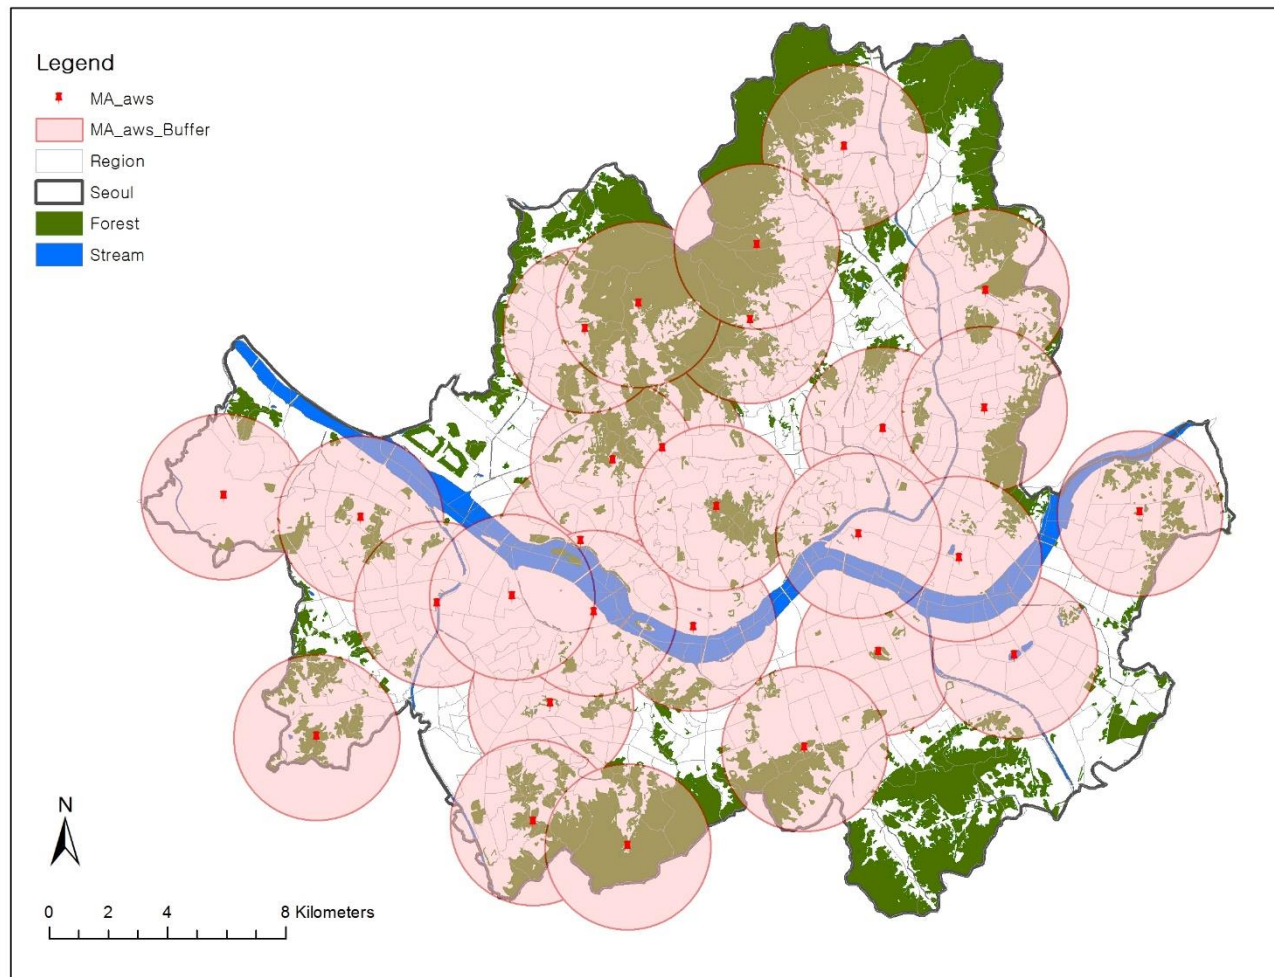 Legend
MA_aws
MA_aws_Buffer
Region
Seoul
Forest
Stream
N
0 2 4 8 Kilometers